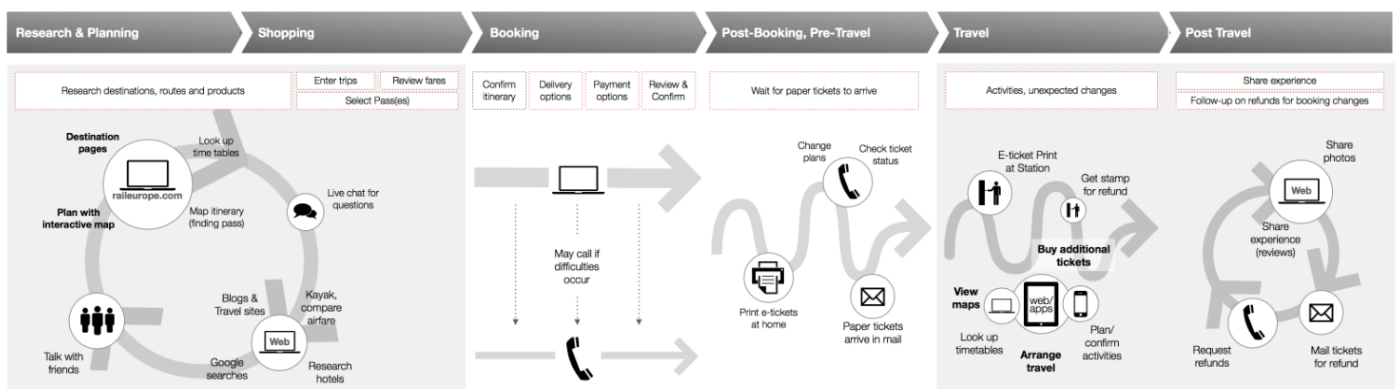 Research & Planning
Shopping
Booking
Post-Booking, Pre-Travel
Travel
Post Travel
Research destinations, routes and products
Enter trips
Review fares
Select Pass(es)
Confirm
itinerary
Delivery
options
Payment
options
Review &
Confirm
Wait for paper tickets to arrive
Activities, unexpected changes
Share experience
Follow-up on refunds for booking changes
Destination
pages
Look up
time tables
raileurope.com
Live chat for
questions
Plan with
interactive map
Map itinerary
(finding pass)
Blogs &
Travel sites
Kayak,
compare
airfare
Web
Talk with
friends
Google
searches
Research
hotels
May call if
difficulties
occur
Change
plans
Check ticket
status
Print e-tickets
at home
Paper tickets
arrive in mail
E-ticket Print
at Station
Get stamp
for refund
Buy additional
tickets
View
maps
web/
apps
Look up
timetables
Plan/
confirm
activities
Arrange
travel
Share
photos
Web
Share
experience
(reviews)
Request
refunds
Mail tickets
for refund